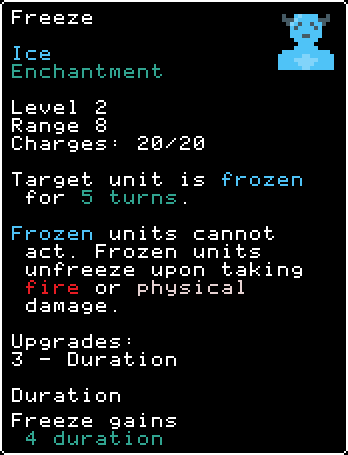 Freeze
Ice
Enchantment
Level 2
Range 8
Charges: 20/20
Target unit is frozen
for 5 turns.
Frozen units cannot
act. Frozen units
unfreeze upon taking
fire or physical
damage.
Upgrades:
3 - Duration
Duration
Freeze gains
4 duration